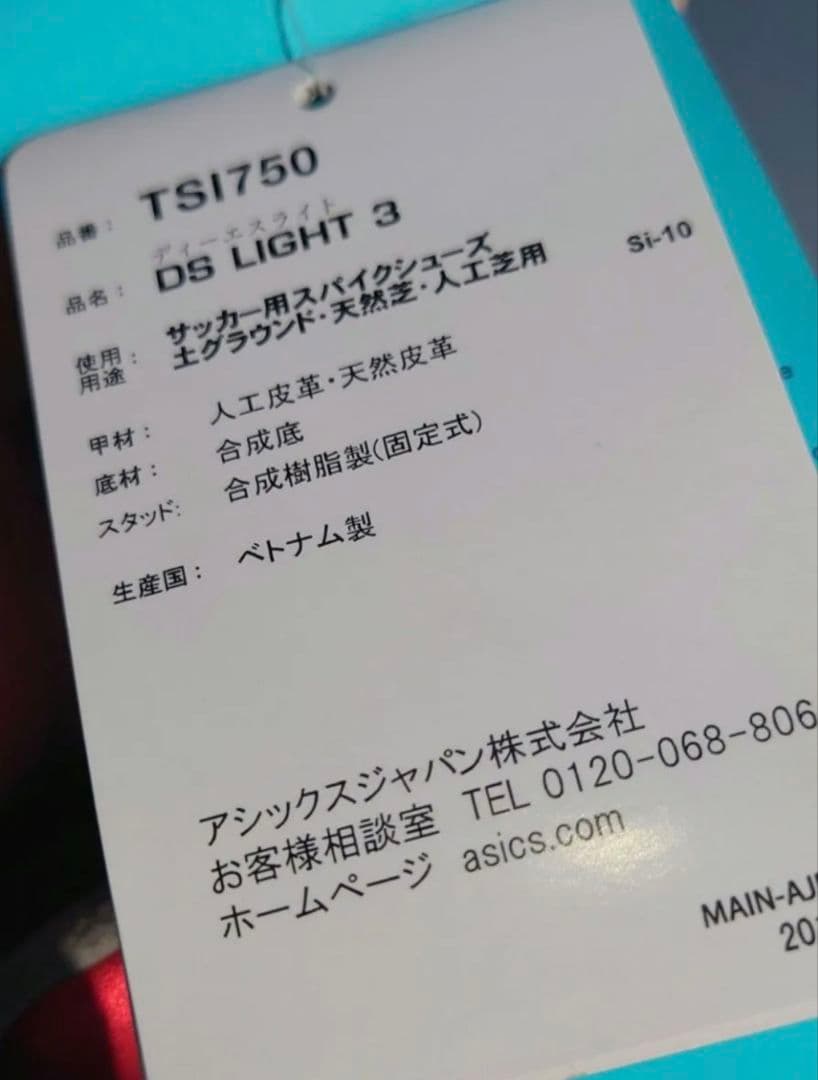 品番： TSI750
ディーエスライト
品名： DS LIGHT 3
Si-10
使用用途： サッカー用スパイクシューズ
土グラウンド・天然芝・人工芝用
甲材： 人工皮革・天然皮革
底材： 合成底
スタッド: 合成樹脂製(固定式)
生産国： ベトナム製
アシックスジャパン株式会社
お客様相談室 TEL 0120-068-806
ホームページ asics.com
MAIN-AJ
20